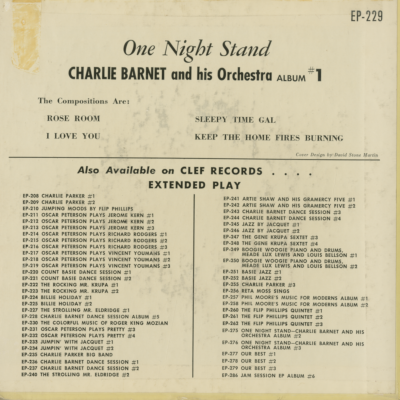 EP-229
One Night Stand
CHARLIE BARNET and his Orchestra ALBUM #1
The Compositions Are:
ROSE ROOM
I LOVE YOU
SLEEPY TIME GAL
KEEP THE HOME FIRES BURNING
Cover Design by David Stone Martin
Also Available on CLEF RECORDS . . . .
EXTENDED PLAY
EP-208 CHARLIE PARKER #1
EP-209 CHARLIE PARKER #2
EP-210 JUMPING MOODS BY FLIP PHILLIPS
EP-211 OSCAR PETERSON PLAYS JEROME KERN #1
EP-212 OSCAR PETERSON PLAYS JEROME KERN #2
EP-213 OSCAR PETERSON PLAYS JEROME KERN #3
EP-214 OSCAR PETERSON PLAYS RICHARD RODGERS #1
EP-215 OSCAR PETERSON PLAYS RICHARD RODGERS #2
EP-216 OSCAR PETERSON PLAYS RICHARD RODGERS #3
EP-217 OSCAR PETERSON PLAYS VINCENT YOUMANS #1
EP-218 OSCAR PETERSON PLAYS VINCENT YOUMANS #2
EP-219 OSCAR PETERSON PLAYS VINCENT YOUMANS #3
EP-220 COUNT BASIE DANCE SESSION #1
EP-221 COUNT BASIE DANCE SESSION #2
EP-222 THE ROCKING MR. KRUPA #1
EP-223 THE ROCKING MR. KRUPA #2
EP-224 BILLIE HOLIDAY #1
EP-225 BILLIE HOLIDAY #2
EP-227 THE STROLLING MR. ELDRIDGE #1
EP-228 CHARLIE BARNET DANCE SESSION ALBUM
EP-230 THE COLORFUL MUSIC OF ROGER KING MOZIAN
EP-231 OSCAR PETERSON PLAYS PRETTY #3
EP-232 OSCAR PETERSON PLAYS PRETTY #4
EP-233 JUMPIN' WITH JACQUET #1
EP-234 JUMPIN' WITH JACQUET #2
EP-235 CHARLIE PARKER BIG BAND
EP-236 CHARLIE BARNET DANCE SESSION #1
EP-237 CHARLIE BARNET DANCE SESSION #2
EP-240 THE STROLLING MR. ELDRIDGE #2
EP-241 ARTIE SHAW AND HIS GRAMERCY FIVE #1
EP-242 ARTIE SHAW AND HIS GRAMERCY FIVE #2
EP-243 CHARLIE BARNET DANCE SESSION #3
EP-244 CHARLIE BARNET DANCE SESSION #4
EP-245 JAZZ BY JACQUET #1
EP-246 JAZZ BY JACQUET #2
EP-247 THE GENE KRUPA SEXTET #3
EP-248 THE GENE KRUPA SEXTET #4
EP-249 BOOGIE WOOGIE PIANO AND DRUMS,
MEADE LUX LEWIS AND LOUIS BELLSON #1
EP-250 BOOGIE WOOGIE PIANO AND DRUMS,
MEADE LUX LEWIS AND LOUIS BELLSON #2
EP-251 BASIE JAZZ #1
EP-252 BASIE JAZZ #2
EP-255 CHARLIE PARKER #3
EP-256 RETA MOSS SINGS
EP-257 PHIL MOORE'S MUSIC FOR MODERNS ALBUM #1
EP-258 PHIL MOORE'S MUSIC FOR MODERNS ALBUM #2
EP-260 THE FLIP PHILLIPS QUINTET #1
EP-261 THE FLIP PHILLIPS QUINTET #2
EP-262 THE FLIP PHILLIPS QUINTET #3
EP-275 ONE NIGHT STAND—CHARLIE BARNET AND HIS
ORCHESTRA ALBUM #2
EP-276 ONE NIGHT STAND—CHARLIE BARNET AND HIS
ORCHESTRA ALBUM #3
EP-277 OUR BEST #1
EP-278 OUR BEST #2
EP-279 OUR BEST #3
EP-286 JAM SESSION EP ALBUM #6